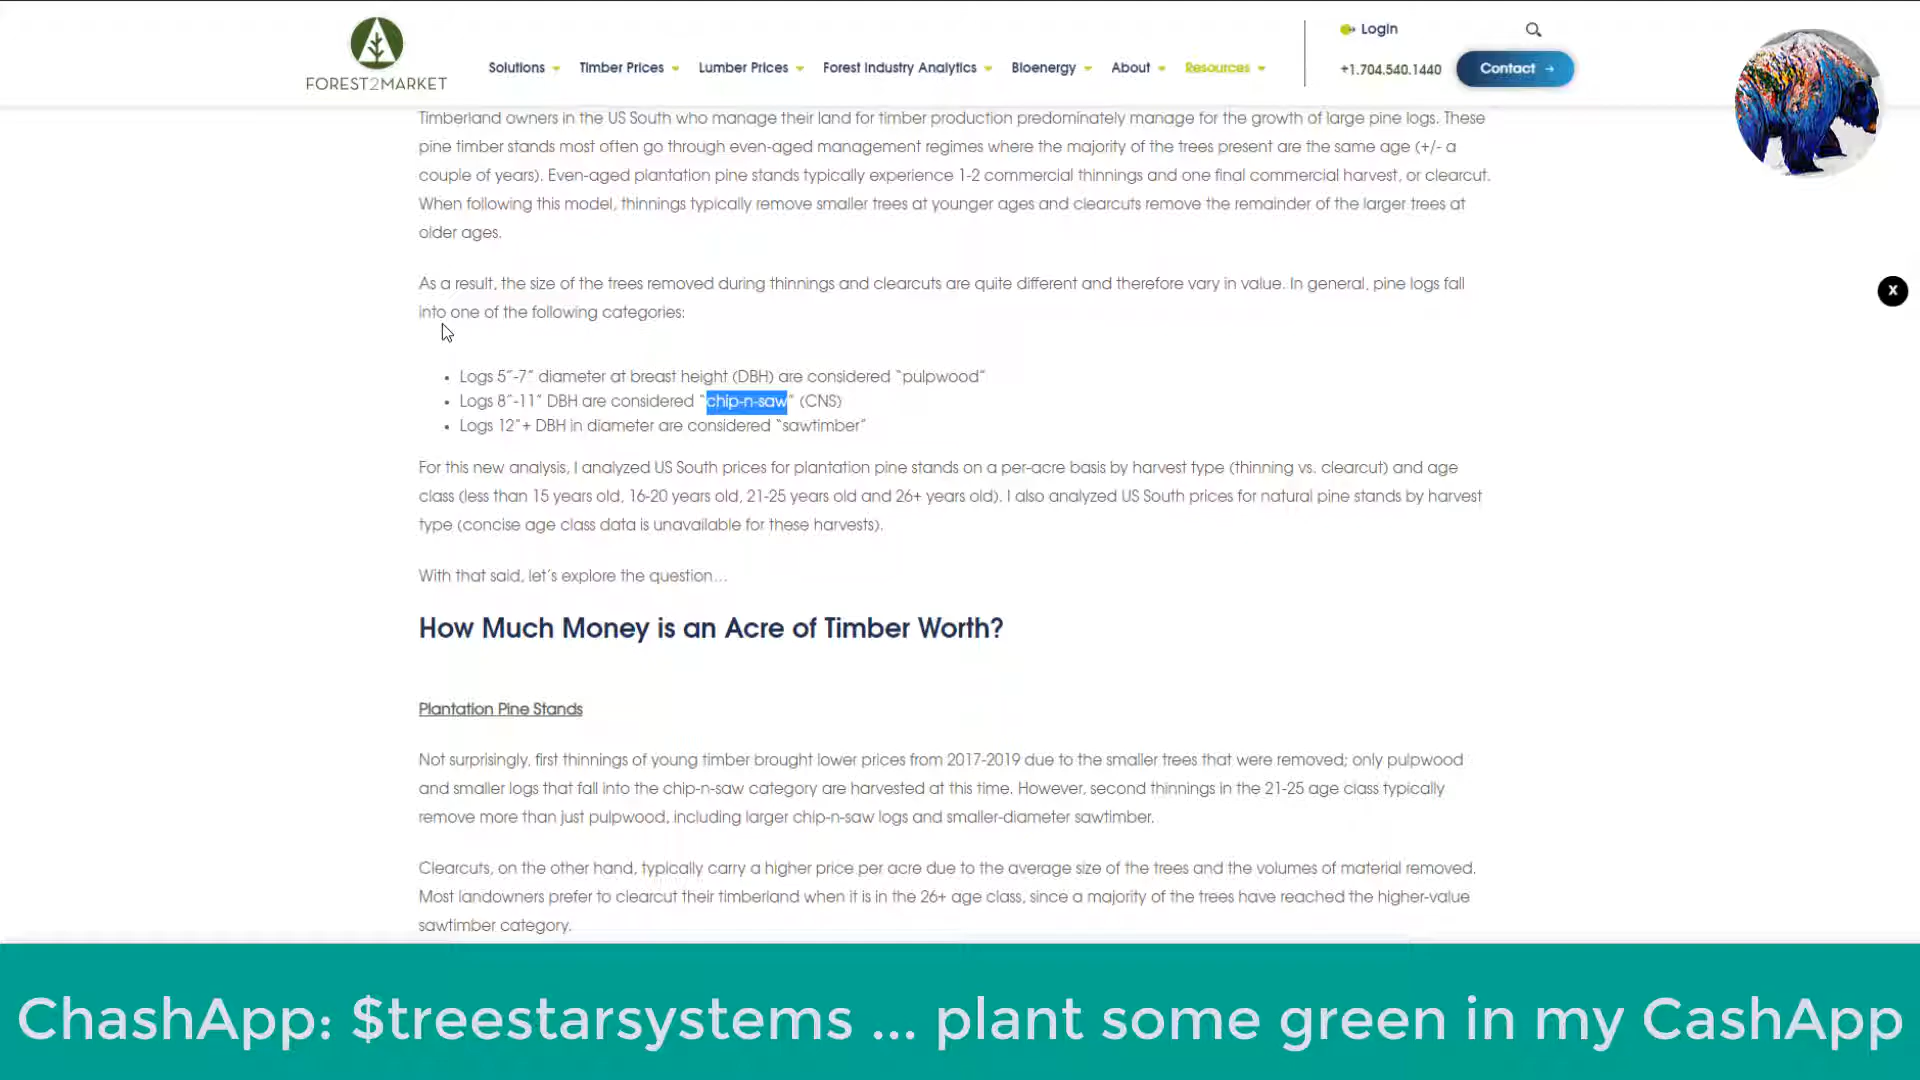 FOREST2MARKET
Solutions
Timber Prices
Lumber Prices
Forest Industry Analytics
Bioenergy
About
Resources
Login
+1.704.540.1440
Contact →
Timberland owners in the US South who manage their land for timber production predominately manage for the growth of large pine logs. These
pine timber stands most often go through even-aged management regimes where the majority of the trees present are the same age (+/- a
couple of years). Even-aged plantation pine stands typically experience 1-2 commercial thinnings and one final commercial harvest, or clearcut.
When following this model, thinnings typically remove smaller trees at younger ages and clearcuts remove the remainder of the larger trees at
older ages.
As a result, the size of the trees removed during thinnings and clearcuts are quite different and therefore vary in value. In general, pine logs fall
into one of the following categories:
• Logs 5”-7” diameter at breast height (DBH) are considered “pulpwood”
• Logs 8”-11” DBH are considered “chip-n-saw” (CNS)
• Logs 12”+ DBH in diameter are considered “sawtimber”
For this new analysis, I analyzed US South prices for plantation pine stands on a per-acre basis by harvest type (thinning vs. clearcut) and age
class (less than 15 years old, 16-20 years old, 21-25 years old and 26+ years old). I also analyzed US South prices for natural pine stands by harvest
type (concise age class data is unavailable for these harvests).
With that said, let’s explore the question…
How Much Money is an Acre of Timber Worth?
Plantation Pine Stands
Not surprisingly, first thinnings of young timber brought lower prices from 2017-2019 due to the smaller trees that were removed; only pulpwood
and smaller logs that fall into the chip-n-saw category are harvested at this time. However, second thinnings in the 21-25 age class typically
remove more than just pulpwood, including larger chip-n-saw logs and smaller-diameter sawtimber.
Clearcuts, on the other hand, typically carry a higher price per acre due to the average size of the trees and the volumes of material removed.
Most landowners prefer to clearcut their timberland when it is in the 26+ age class, since a majority of the trees have reached the higher-value
sawtimber category.
X
ChashApp: $treestarsystems ... plant some green in my CashApp